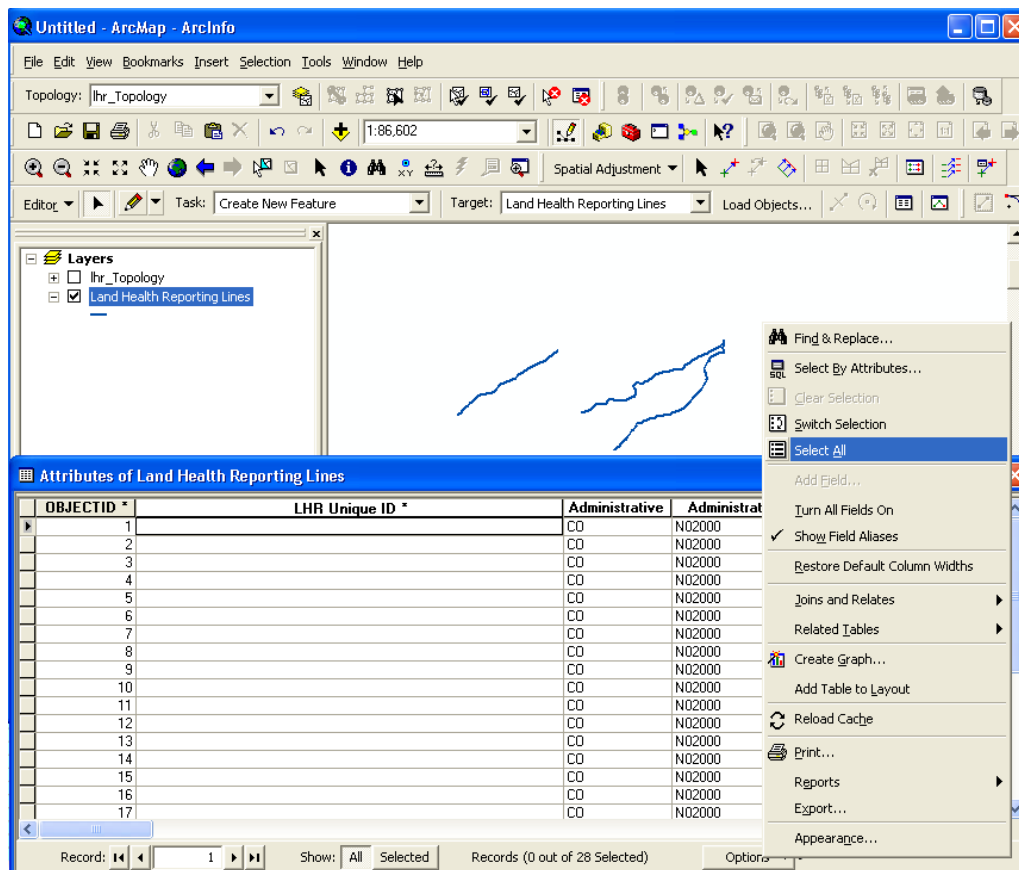 Untitled - ArcMap - ArcInfo
File Edit View Bookmarks Insert Selection Tools Window Help
Topology: lhr_Topology
1:86,602
Spatial Adjustment
Editor Task: Create New Feature Target: Land Health Reporting Lines Load Objects...
Layers
lhr_Topology
Land Health Reporting Lines
Find & Replace...
SQL Select By Attributes...
Clear Selection
Switch Selection
Select All
Add Field...
Turn All Fields On
Show Field Aliases
Restore Default Column Widths
Joins and Relates
Related Tables
Create Graph...
Add Table to Layout
Reload Cache
Print...
Reports
Export...
Appearance...
Attributes of Land Health Reporting Lines
OBJECTID * LHR Unique ID * Administrative Administrat
1 CO N02000
2 CO N02000
3 CO N02000
4 CO N02000
5 CO N02000
6 CO N02000
7 CO N02000
8 CO N02000
9 CO N02000
10 CO N02000
11 CO N02000
12 CO N02000
13 CO N02000
14 CO N02000
15 CO N02000
16 CO N02000
17 CO N02000
Record: 1 Show: All Selected Records (0 out of 28 Selected) Options